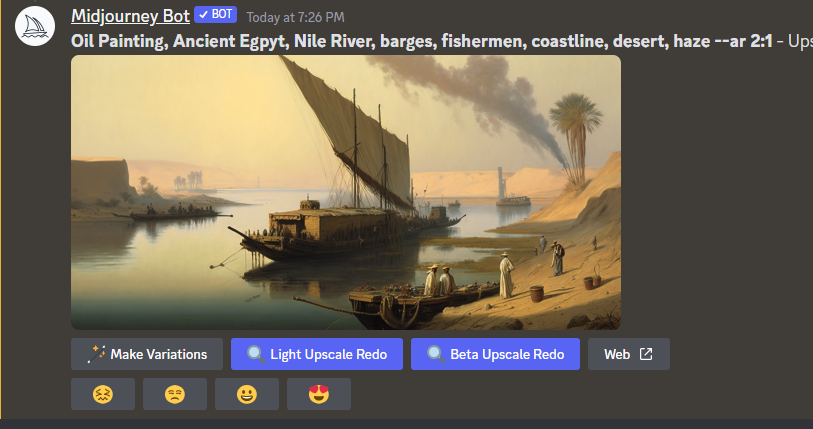 Midjourney Bot ✓ BOT Today at 7:26 PM
Oil Painting, Ancient Egpyt, Nile River, barges, fishermen, coastline, desert, haze --ar 2:1 - Ups
Make Variations Light Upscale Redo Beta Upscale Redo Web